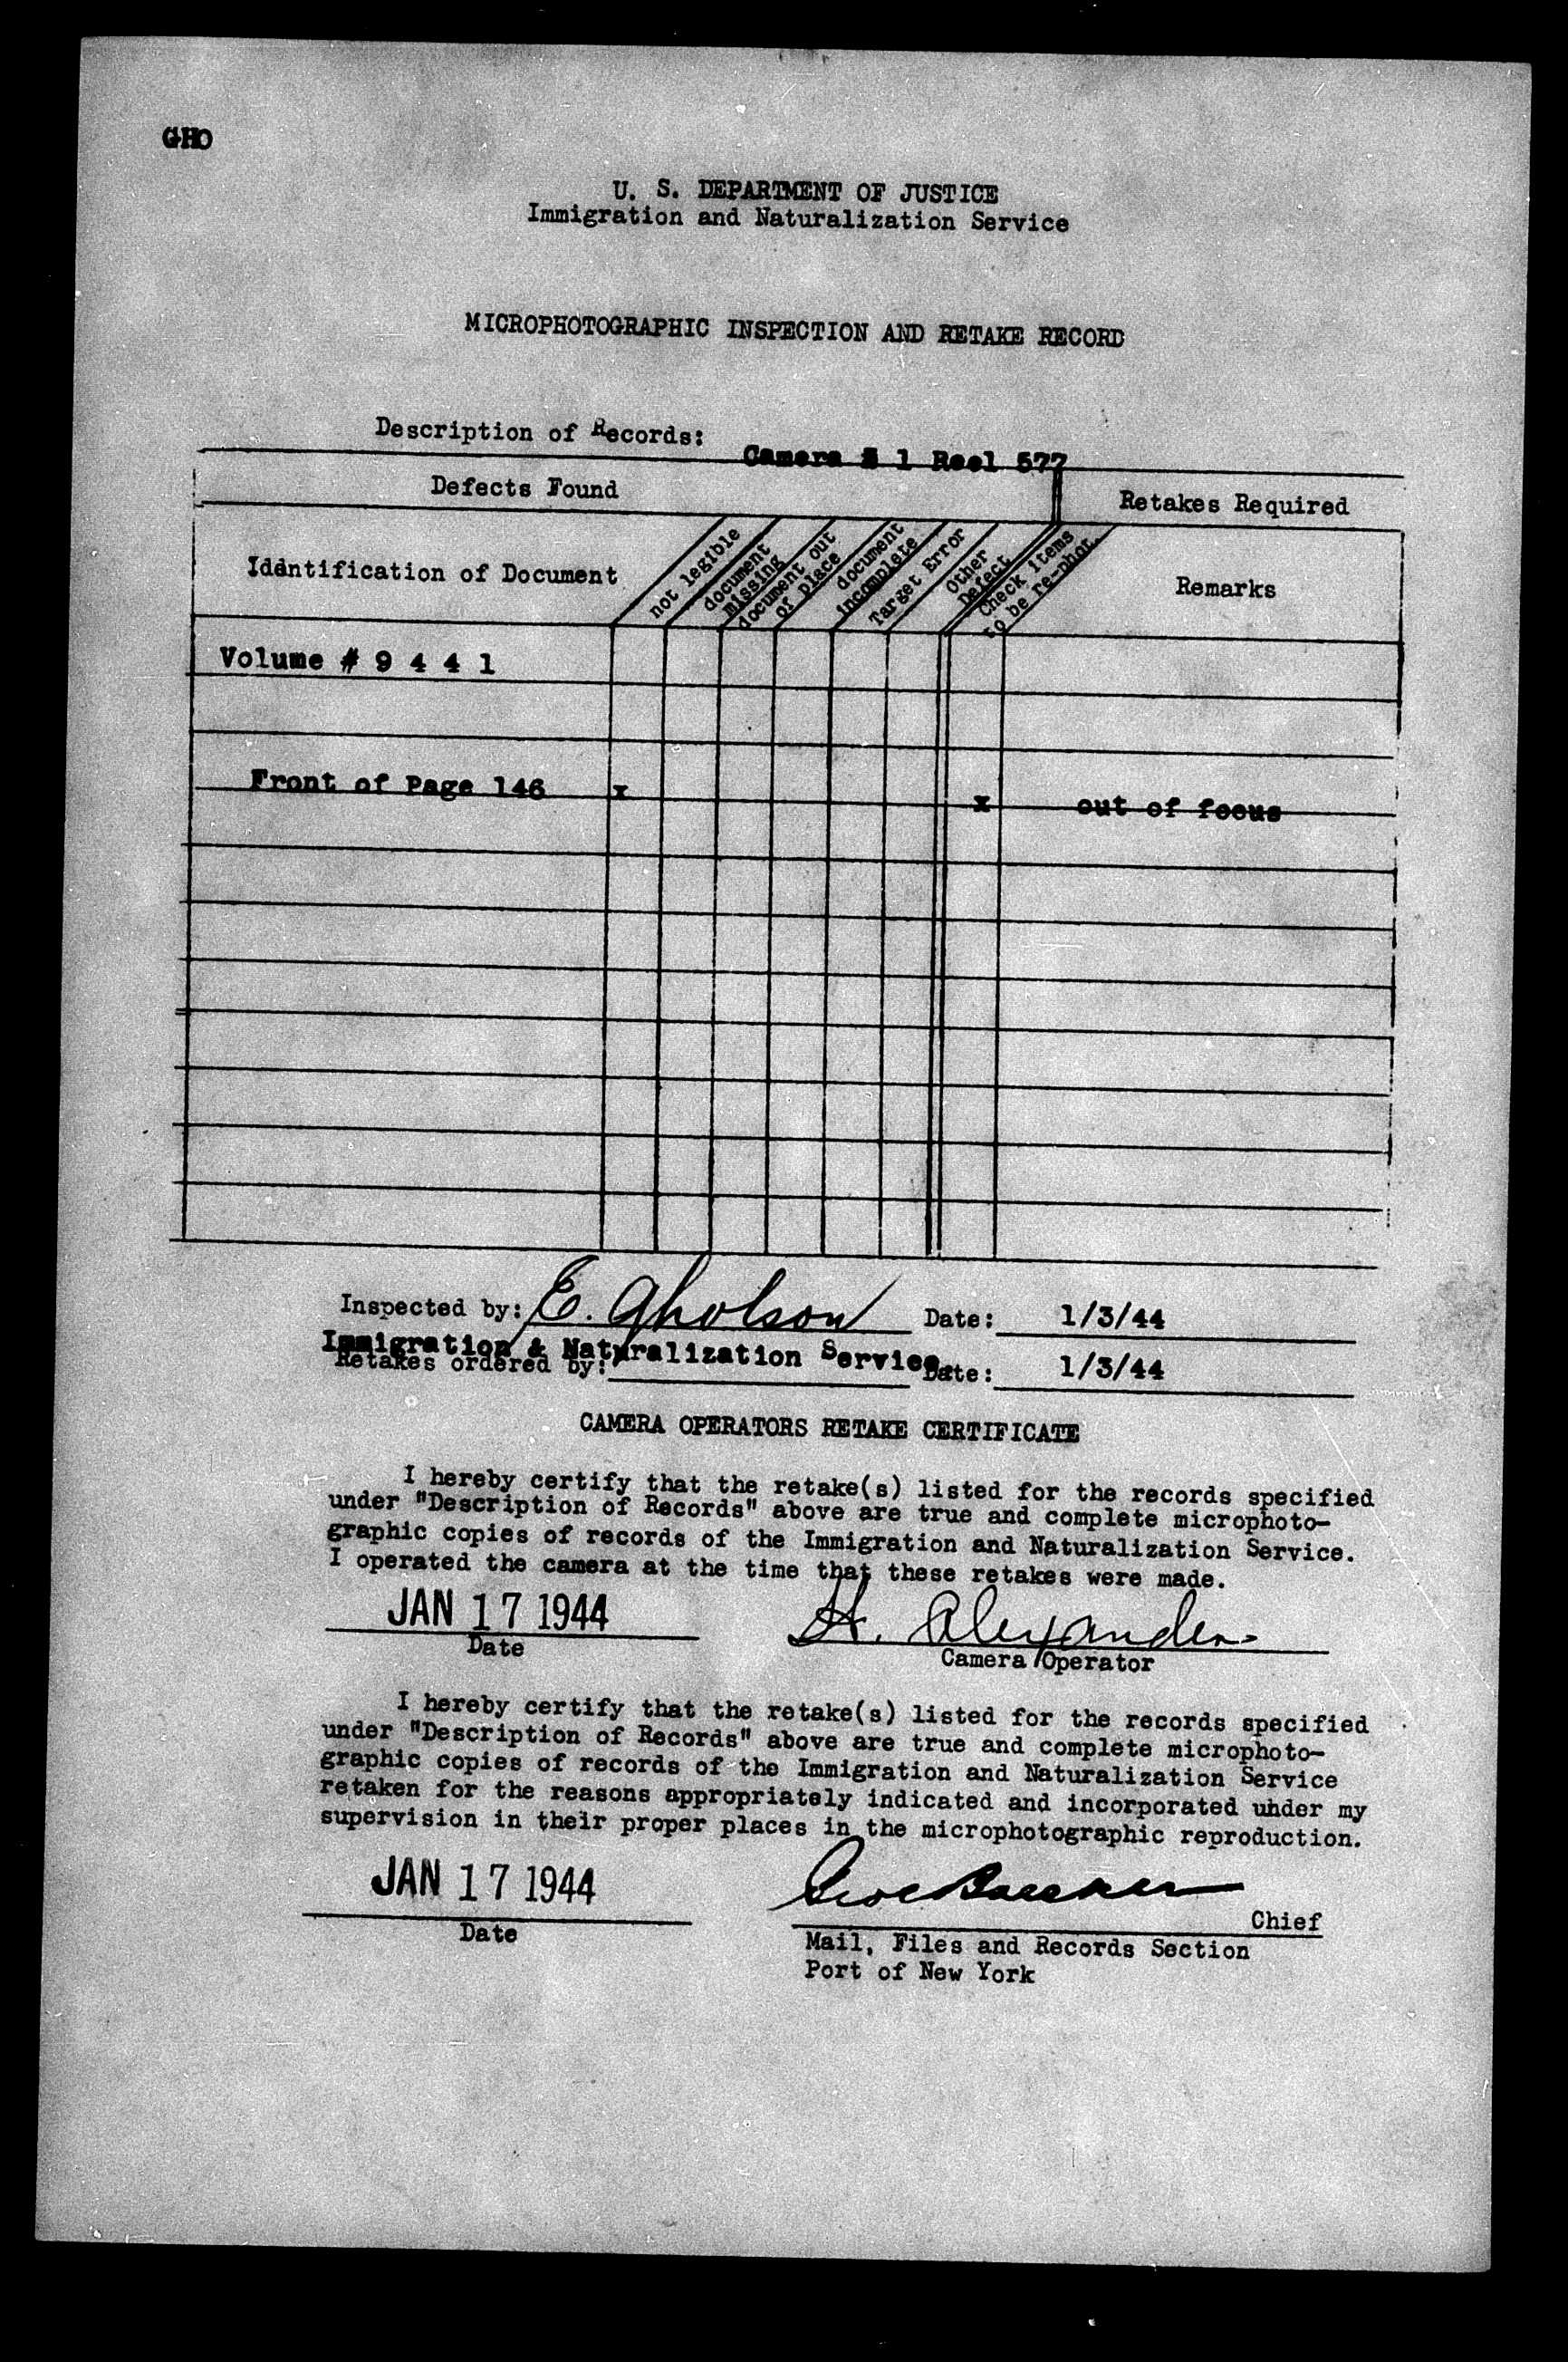 GHO
U. S. DEPARTMENT OF JUSTICE
Immigration and Naturalization Service
MICROPHOTOGRAPHIC INSPECTION AND RETAKE RECORD
Description of Records: Camera # 1 Reel 577
Defects Found
Retakes Required
Identification of Document
not legible
document missing
document out of place
document incomplete
Target Error
Other Defect
Check items to be re-phot.
Remarks
Volume # 9 4 4 1
Front of Page 146 x x out of focus
Inspected by: E. Gholson Date: 1/3/44
Immigration & Naturalization Service
Retakes ordered by: Date: 1/3/44
CAMERA OPERATORS RETAKE CERTIFICATE
I hereby certify that the retake(s) listed for the records specified
under "Description of Records" above are true and complete microphoto-
graphic copies of records of the Immigration and Naturalization Service.
I operated the camera at the time that these retakes were made.
JAN 17 1944 H. Alexander
Date Camera Operator
I hereby certify that the retake(s) listed for the records specified
under "Description of Records" above are true and complete microphoto-
graphic copies of records of the Immigration and Naturalization Service
retaken for the reasons appropriately indicated and incorporated under my
supervision in their proper places in the microphotographic reproduction.
JAN 17 1944
Chief
Date
Mail, Files and Records Section
Port of New York